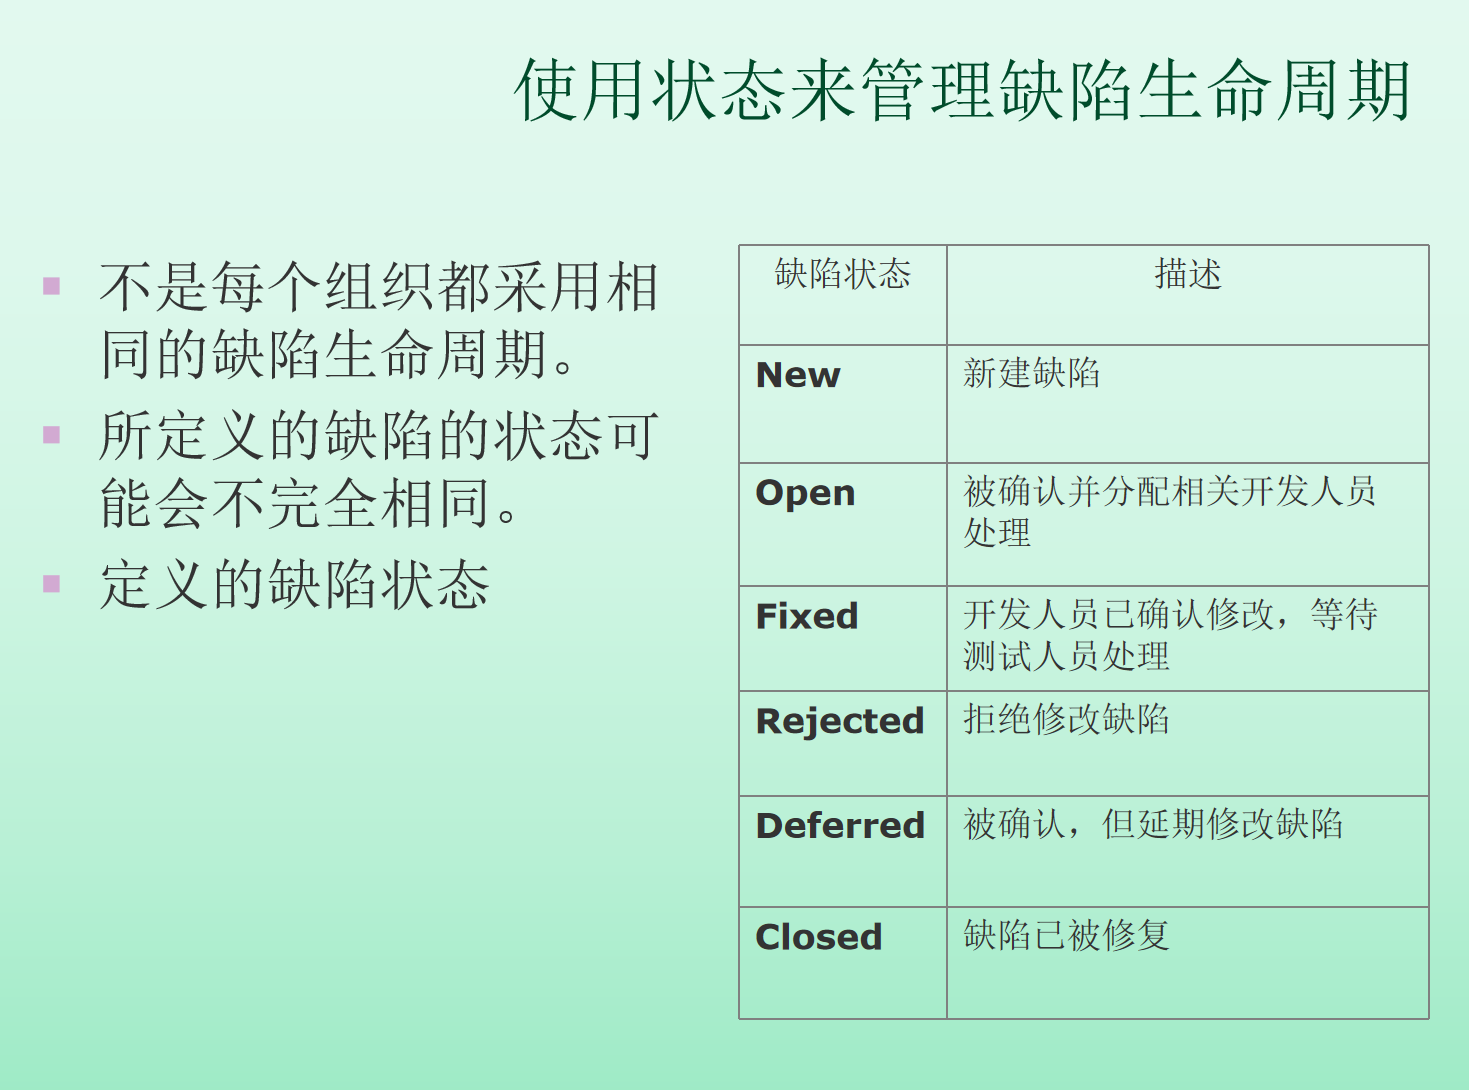 使用状态来管理缺陷生命周期
不是每个组织都采用相
同的缺陷生命周期。
所定义的缺陷的状态可
能会不完全相同。
定义的缺陷状态
缺陷状态 描述
New 新建缺陷
Open 被确认并分配相关开发人员
处理
Fixed 开发人员已确认修改，等待
测试人员处理
Rejected 拒绝修改缺陷
Deferred 被确认，但延期修改缺陷
Closed 缺陷已被修复